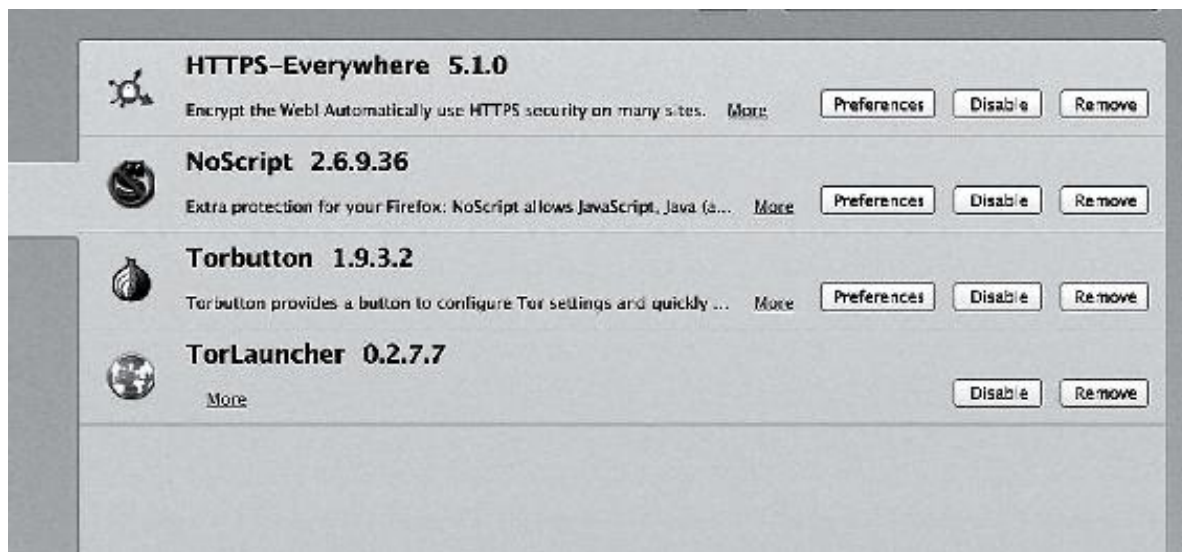 HTTPS-Everywhere 5.1.0
Encrypt the Web! Automatically use HTTPS security on many sites. More Preferences Disable Remove
NoScript 2.6.9.36
Extra protection for your Firefox: NoScript allows JavaScript, Java (a... More Preferences Disable Remove
Torbutton 1.9.3.2
Torbutton provides a button to configure Tor settings and quickly ... More Preferences Disable Remove
TorLauncher 0.2.7.7
More Disable Remove